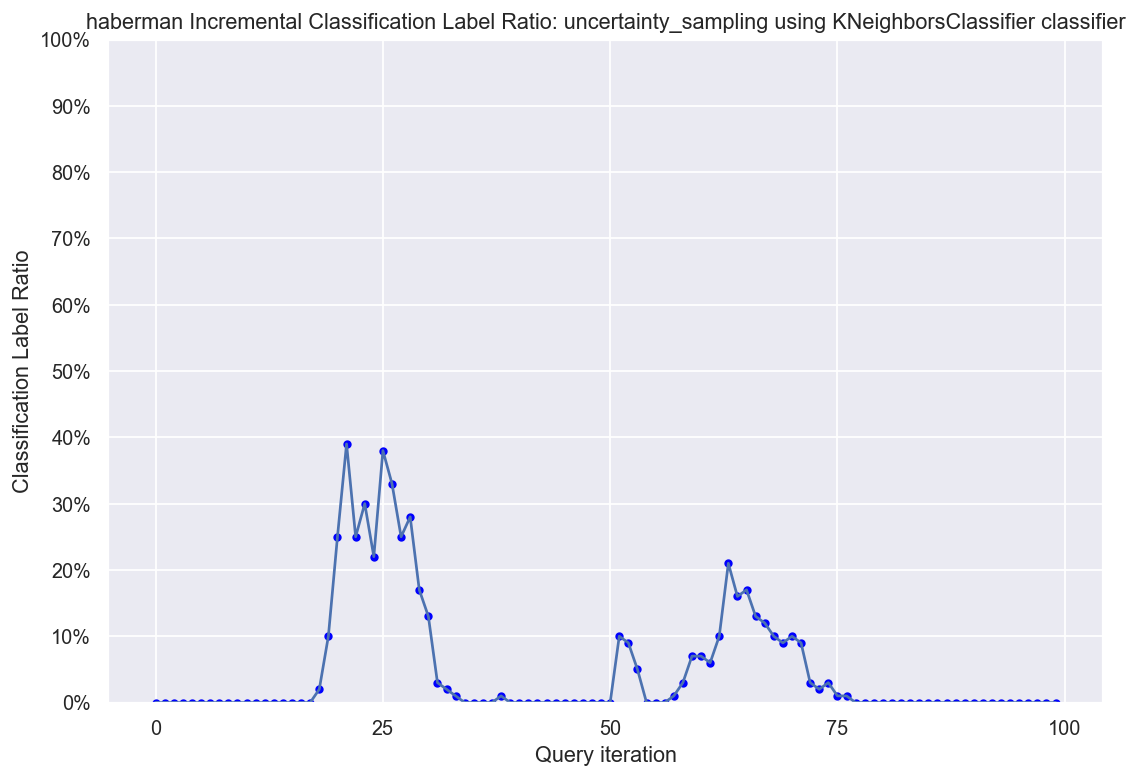 haberman Incremental Classification Label Ratio: uncertainty_sampling using KNeighborsClassifier classifier
100%
90%
80%
70%
60%
50%
40%
30%
20%
10%
0%
Classification Label Ratio
0 25 50 75 100
Query iteration